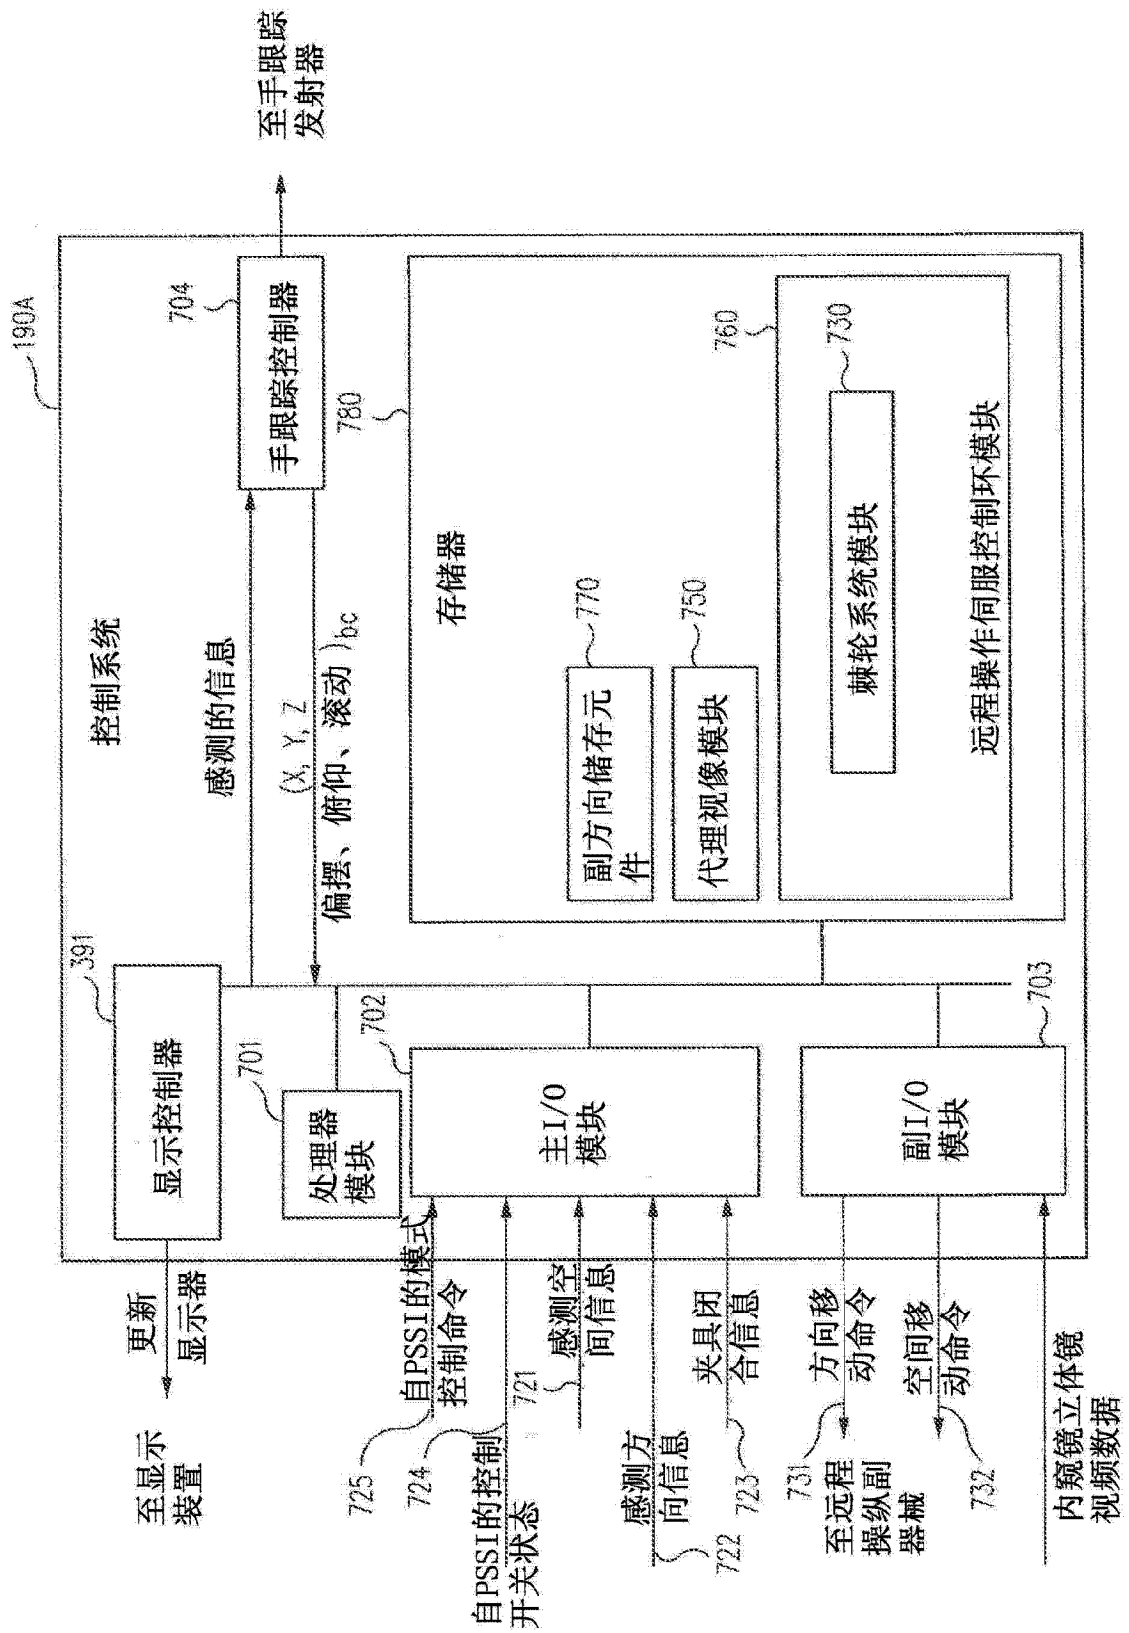 190A
控制系统
至显示
装置
更新
显示器
391
显示控制器
感测的信息
(X, Y, Z
偏摆、俯仰、滚动)bc
704
手跟踪控制器
至手跟踪
发射器
701
处理器
模块
702
主I/O
模块
725
自PSSI的模式
控制命令
724
自PSSI的控制
开关状态
721
感测空
间信息
感测方
向信息
722
夹具闭
合信息
723
703
副I/O
模块
731
方向移
动命令
至远程
操纵副
器械
空间移
动命令
732
内窥镜立体镜
视频数据
780
存储器
770
副方向储存元
件
750
代理视像模块
760
730
棘轮系统模块
远程操作伺服控制环模块